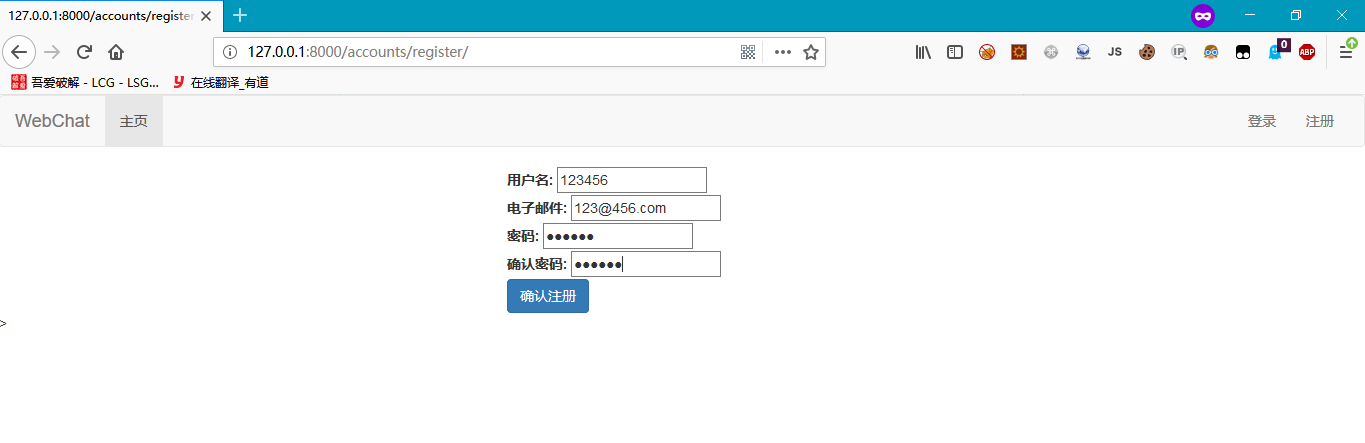 127.0.0.1:8000/accounts/register
127.0.0.1:8000/accounts/register/
JS
IP
0
ABP
吾爱破解 - LCG - LSG...
y 在线翻译_有道
WebChat 主页 登录 注册
用户名: 123456
电子邮件: 123@456.com
密码: ●●●●●●
确认密码: ●●●●●●
确认注册
>